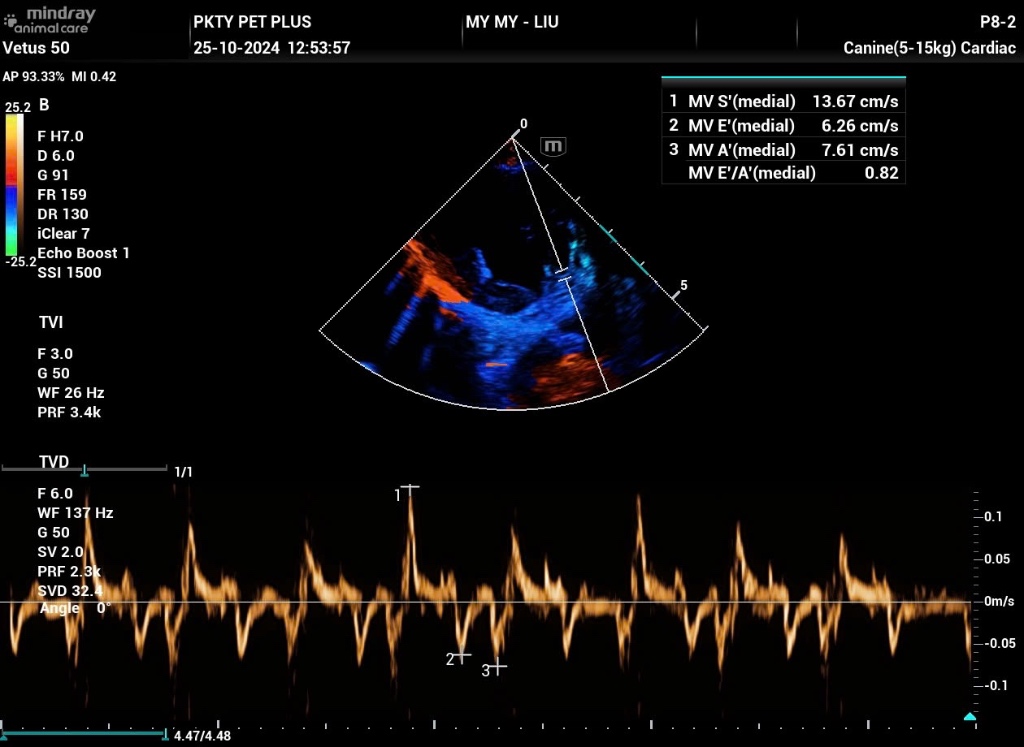 mindray
animalcare
PKTY PET PLUS
MY MY - LIU
P8-2
Vetus 50
25-10-2024 12:53:57
Canine(5-15kg) Cardiac
AP 93.33% MI 0.42
25.2
B
F H7.0
D 6.0
G 91
FR 159
DR 130
iClear 7
Echo Boost 1
-25.2
SSI 1500
0
m
5
1 MV S'(medial) 13.67 cm/s
2 MV E'(medial) 6.26 cm/s
3 MV A'(medial) 7.61 cm/s
MV E'/A'(medial) 0.82
TVI
F 3.0
G 50
WF 26 Hz
PRF 3.4k
TVD
1/1
F 6.0
WF 137 Hz
G 50
SV 2.0
PRF 2.3k
SVD 32.4
Angle 0°
1
2
3
0.1
0.05
0m/s
-0.05
-0.1
4.47/4.48